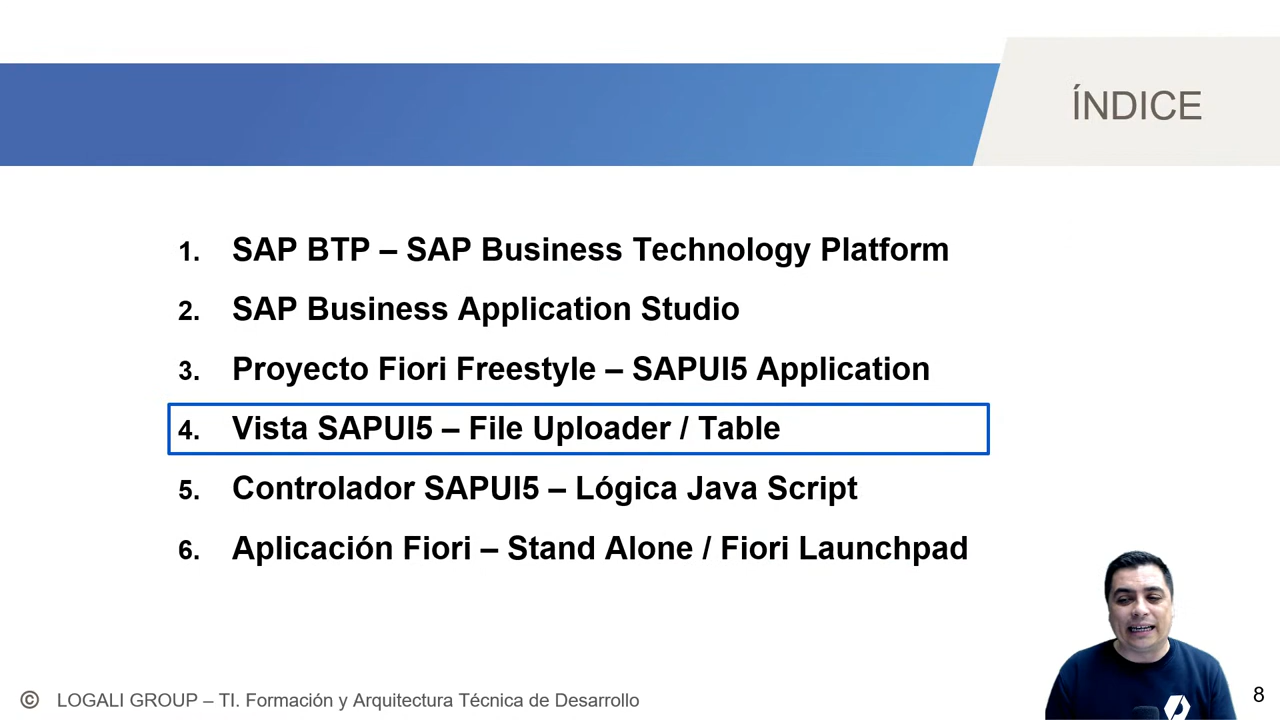 ÍNDICE
1. SAP BTP – SAP Business Technology Platform
2. SAP Business Application Studio
3. Proyecto Fiori Freestyle – SAPUI5 Application
4. Vista SAPUI5 – File Uploader / Table
5. Controlador SAPUI5 – Lógica Java Script
6. Aplicación Fiori – Stand Alone / Fiori Launchpad
© LOGALI GROUP – TI. Formación y Arquitectura Técnica de Desarrollo
8